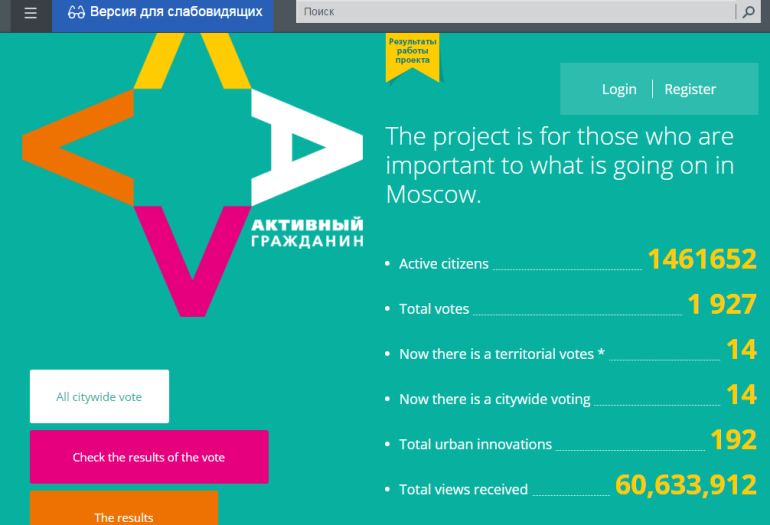 Версия для слабовидящих
Поиск
Результаты
работы
проекта
Login
Register
The project is for those who are
important to what is going on in
Moscow.
АКТИВНЫЙ
ГРАЖДАНИН
Active citizens 1461652
Total votes 1 927
Now there is a territorial votes * 14
Now there is a citywide voting 14
Total urban innovations 192
Total views received 60,633,912
All citywide vote
Check the results of the vote
The results